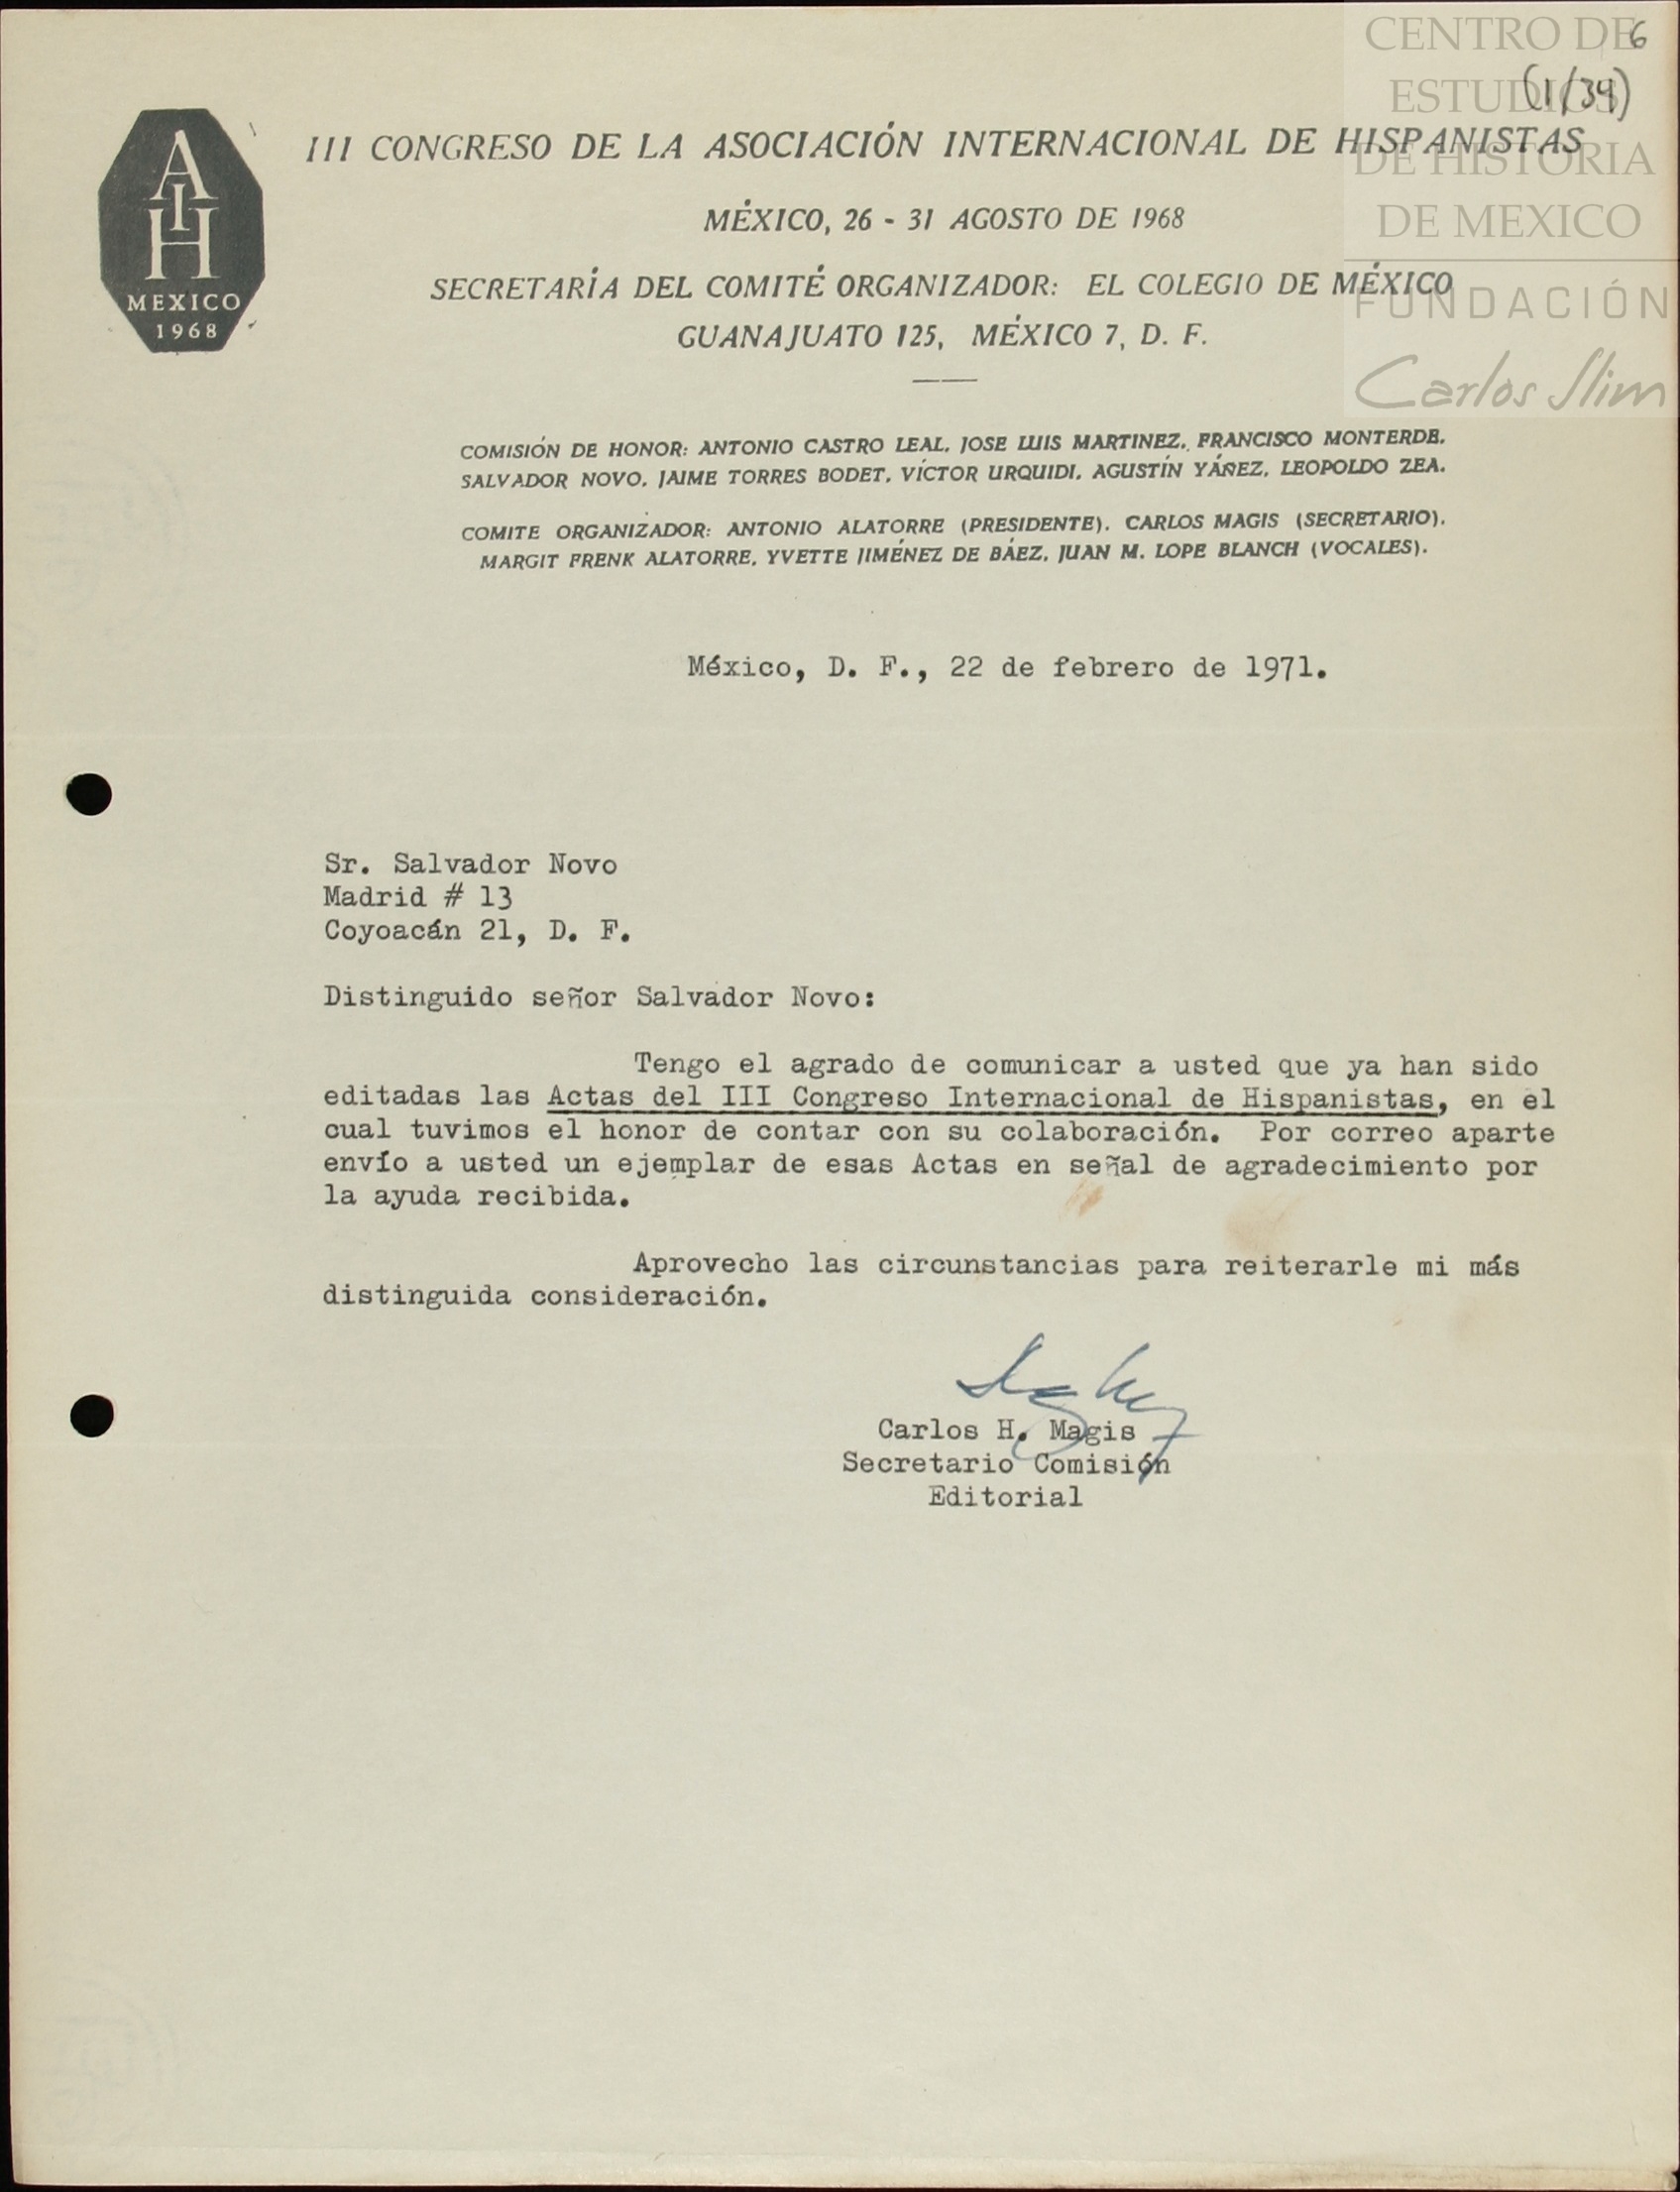 CENTRO DE
ESTUDIOS
DE HISTORIA
DE MEXICO
FUNDACIÓN
Carlos Slim
6
(1/34)
A
I
H
MEXICO
1968
III CONGRESO DE LA ASOCIACIÓN INTERNACIONAL DE HISPANISTAS
MÉXICO, 26 - 31 AGOSTO DE 1968
SECRETARÍA DEL COMITÉ ORGANIZADOR: EL COLEGIO DE MÉXICO
GUANAJUATO 125, MÉXICO 7, D. F.
COMISIÓN DE HONOR: ANTONIO CASTRO LEAL, JOSE LUIS MARTINEZ, FRANCISCO MONTERDE,
SALVADOR NOVO, JAIME TORRES BODET, VÍCTOR URQUIDI, AGUSTÍN YÁÑEZ, LEOPOLDO ZEA.
COMITE ORGANIZADOR: ANTONIO ALATORRE (PRESIDENTE), CARLOS MAGIS (SECRETARIO),
MARGIT FRENK ALATORRE, YVETTE JIMÉNEZ DE BÁEZ, JUAN M. LOPE BLANCH (VOCALES).
México, D. F., 22 de febrero de 1971.
Sr. Salvador Novo
Madrid # 13
Coyoacán 21, D. F.
Distinguido señor Salvador Novo:
Tengo el agrado de comunicar a usted que ya han sido
editadas las Actas del III Congreso Internacional de Hispanistas, en el
cual tuvimos el honor de contar con su colaboración. Por correo aparte
envío a usted un ejemplar de esas Actas en señal de agradecimiento por
la ayuda recibida.
Aprovecho las circunstancias para reiterarle mi más
distinguida consideración.
Carlos H. Magis
Secretario Comisión
Editorial